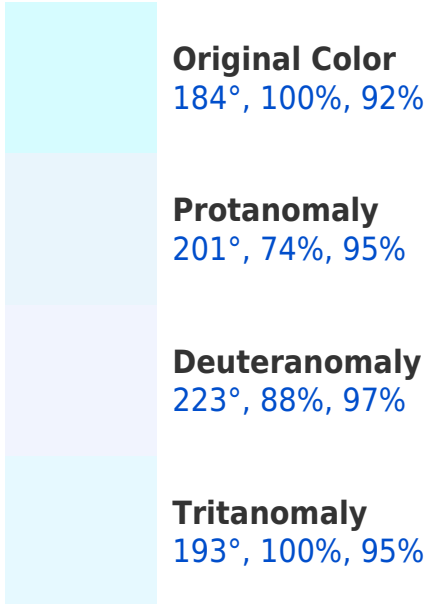 Original Color
184°, 100%, 92%
Protanomaly
201°, 74%, 95%
Deuteranomaly
223°, 88%, 97%
Tritanomaly
193°, 100%, 95%